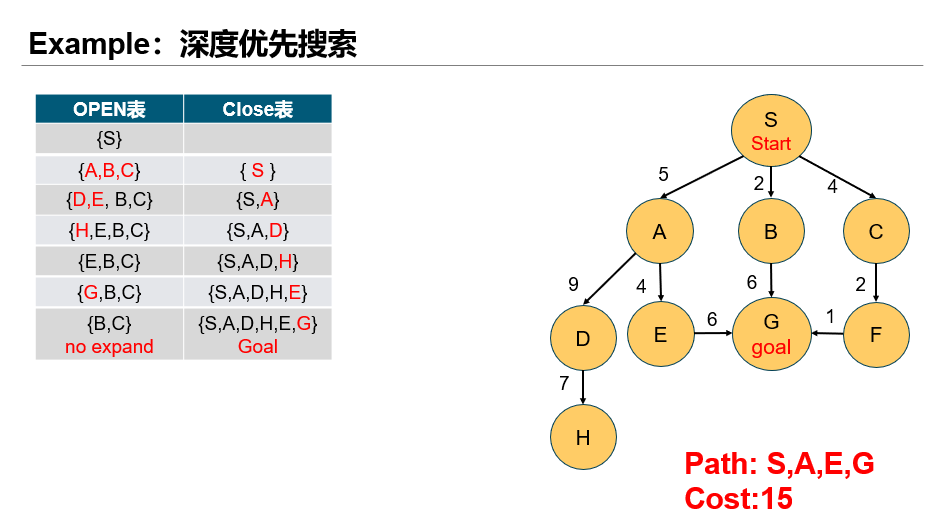 Example：深度优先搜索
OPEN表 Close表
{S}
{A,B,C} { S }
{D,E, B,C} {S,A}
{H,E,B,C} {S,A,D}
{E,B,C} {S,A,D,H}
{G,B,C} {S,A,D,H,E}
{B,C} {S,A,D,H,E,G}
no expand Goal
S
Start
5
2
4
A
B
C
9
4
6
2
D
E
6
G
goal
1
F
7
H
Path: S,A,E,G
Cost:15